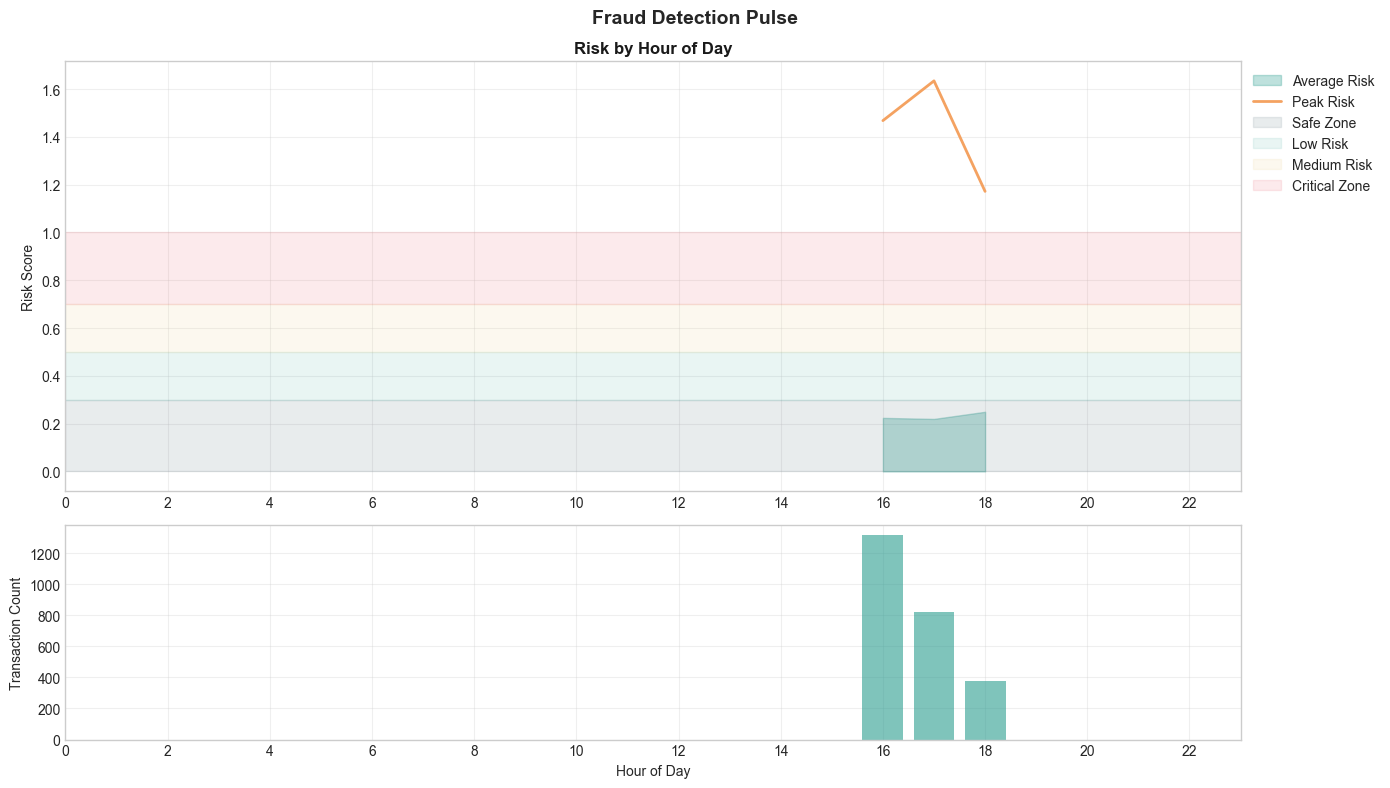 Fraud Detection Pulse
Risk by Hour of Day
Average Risk
Peak Risk
Safe Zone
Low Risk
Medium Risk
Critical Zone
Risk Score
1.6
1.4
1.2
1.0
0.8
0.6
0.4
0.2
0.0
0 2 4 6 8 10 12 14 16 18 20 22
Transaction Count
1200
1000
800
600
400
200
0
0 2 4 6 8 10 12 14 16 18 20 22
Hour of Day